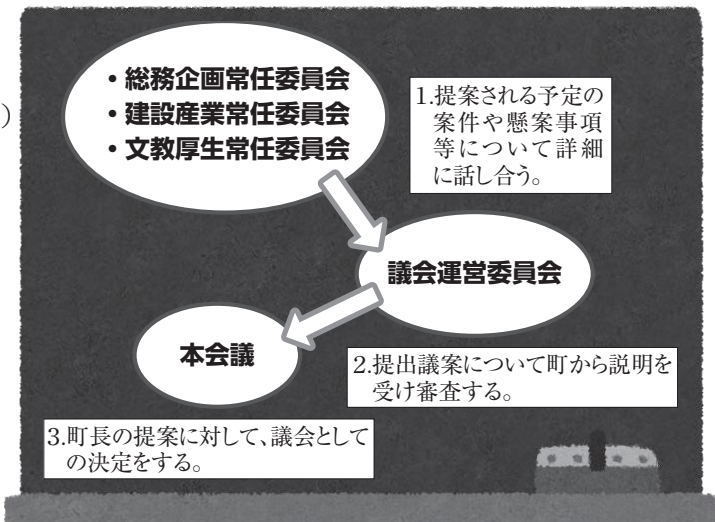 ・総務企画常任委員会
・建設産業常任委員会
・文教厚生常任委員会
)
1.提案される予定の
案件や懸案事項
等について詳細
に話し合う。
議会運営委員会
本会議
2.提出議案について町から説明を
受け審査する。
3.町長の提案に対して、議会として
の決定をする。